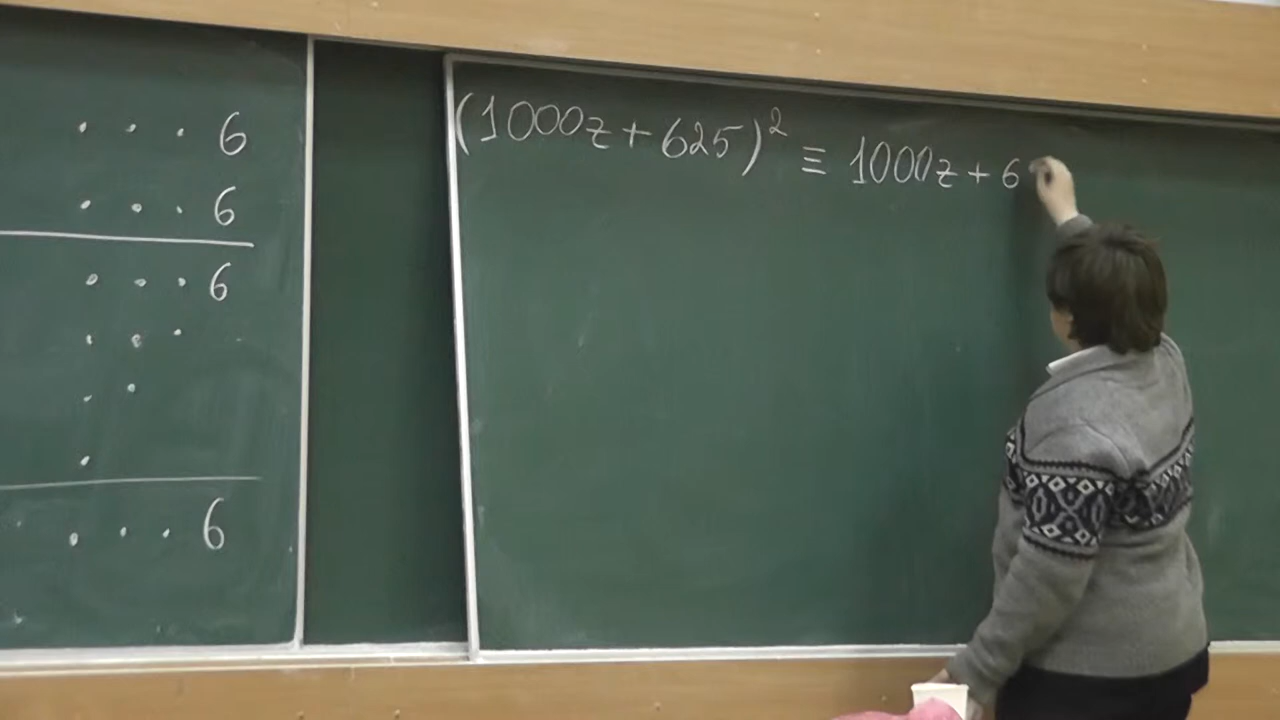 . . . 6
. . . 6
. . . 6
. . .
. .
.
. . . 6
(1000z + 625)² ≡ 1000z + 6